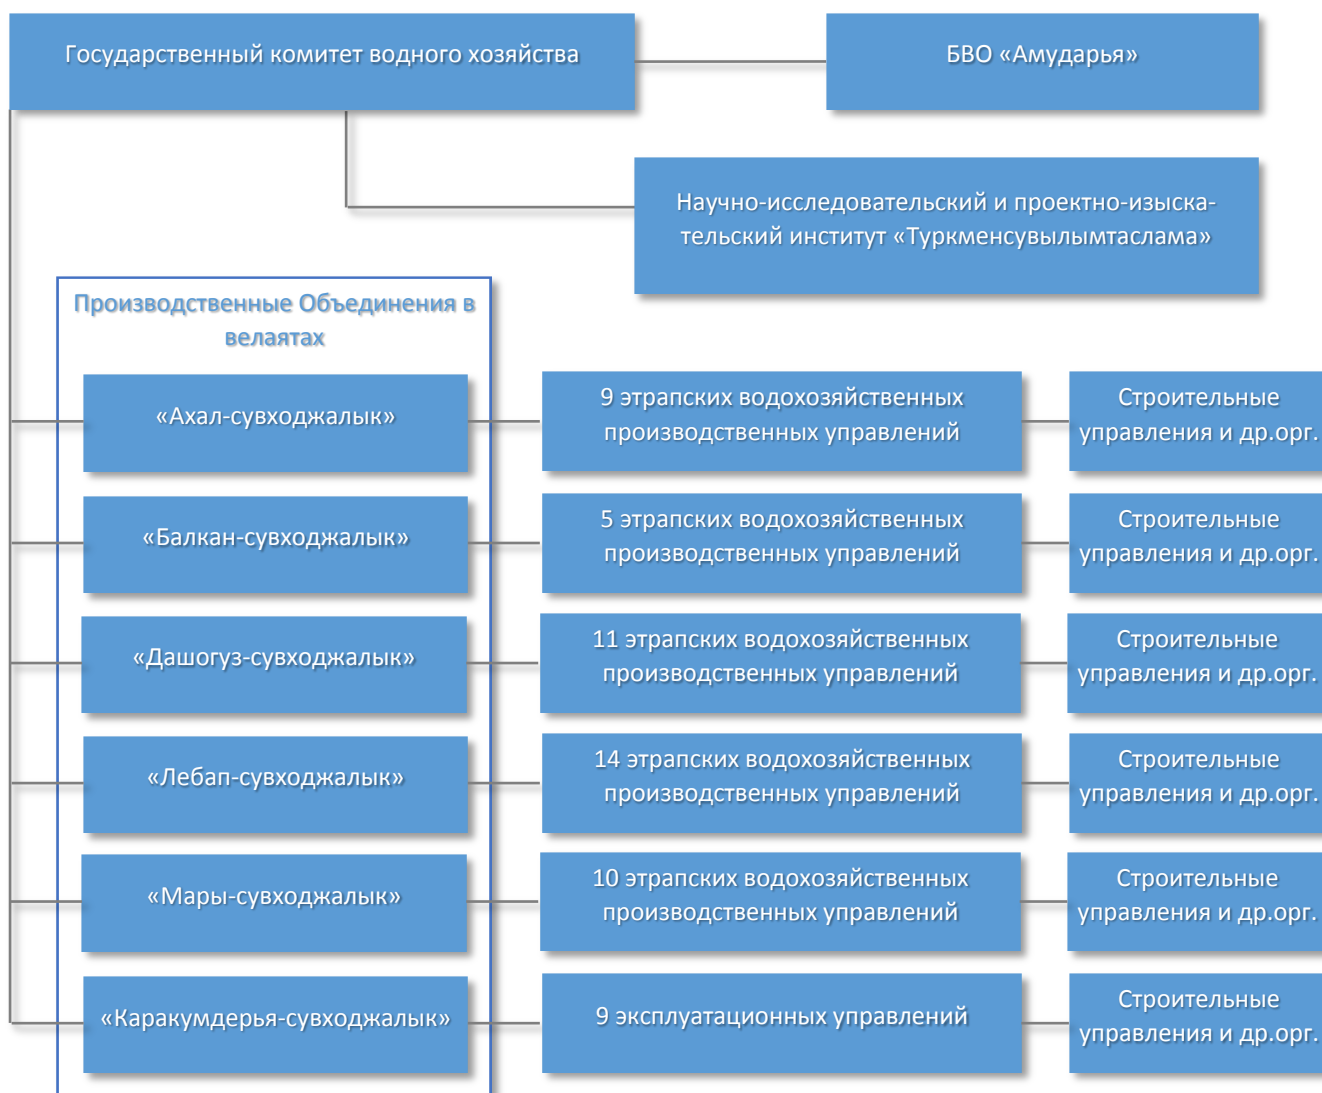 Государственный комитет водного хозяйства
БВО «Амударья»
Научно-исследовательский и проектно-изыска-
тельский институт «Туркменсувылымтаслама»
Производственные Объединения в
велаятах
«Ахал-сувходжалык»
9 этрапских водохозяйственных
производственных управлений
Строительные
управления и др.орг.
«Балкан-сувходжалык»
5 этрапских водохозяйственных
производственных управлений
Строительные
управления и др.орг.
«Дашогуз-сувходжалык»
11 этрапских водохозяйственных
производственных управлений
Строительные
управления и др.орг.
«Лебап-сувходжалык»
14 этрапских водохозяйственных
производственных управлений
Строительные
управления и др.орг.
«Мары-сувходжалык»
10 этрапских водохозяйственных
производственных управлений
Строительные
управления и др.орг.
«Каракумдерья-сувходжалык»
9 эксплуатационных управлений
Строительные
управления и др.орг.